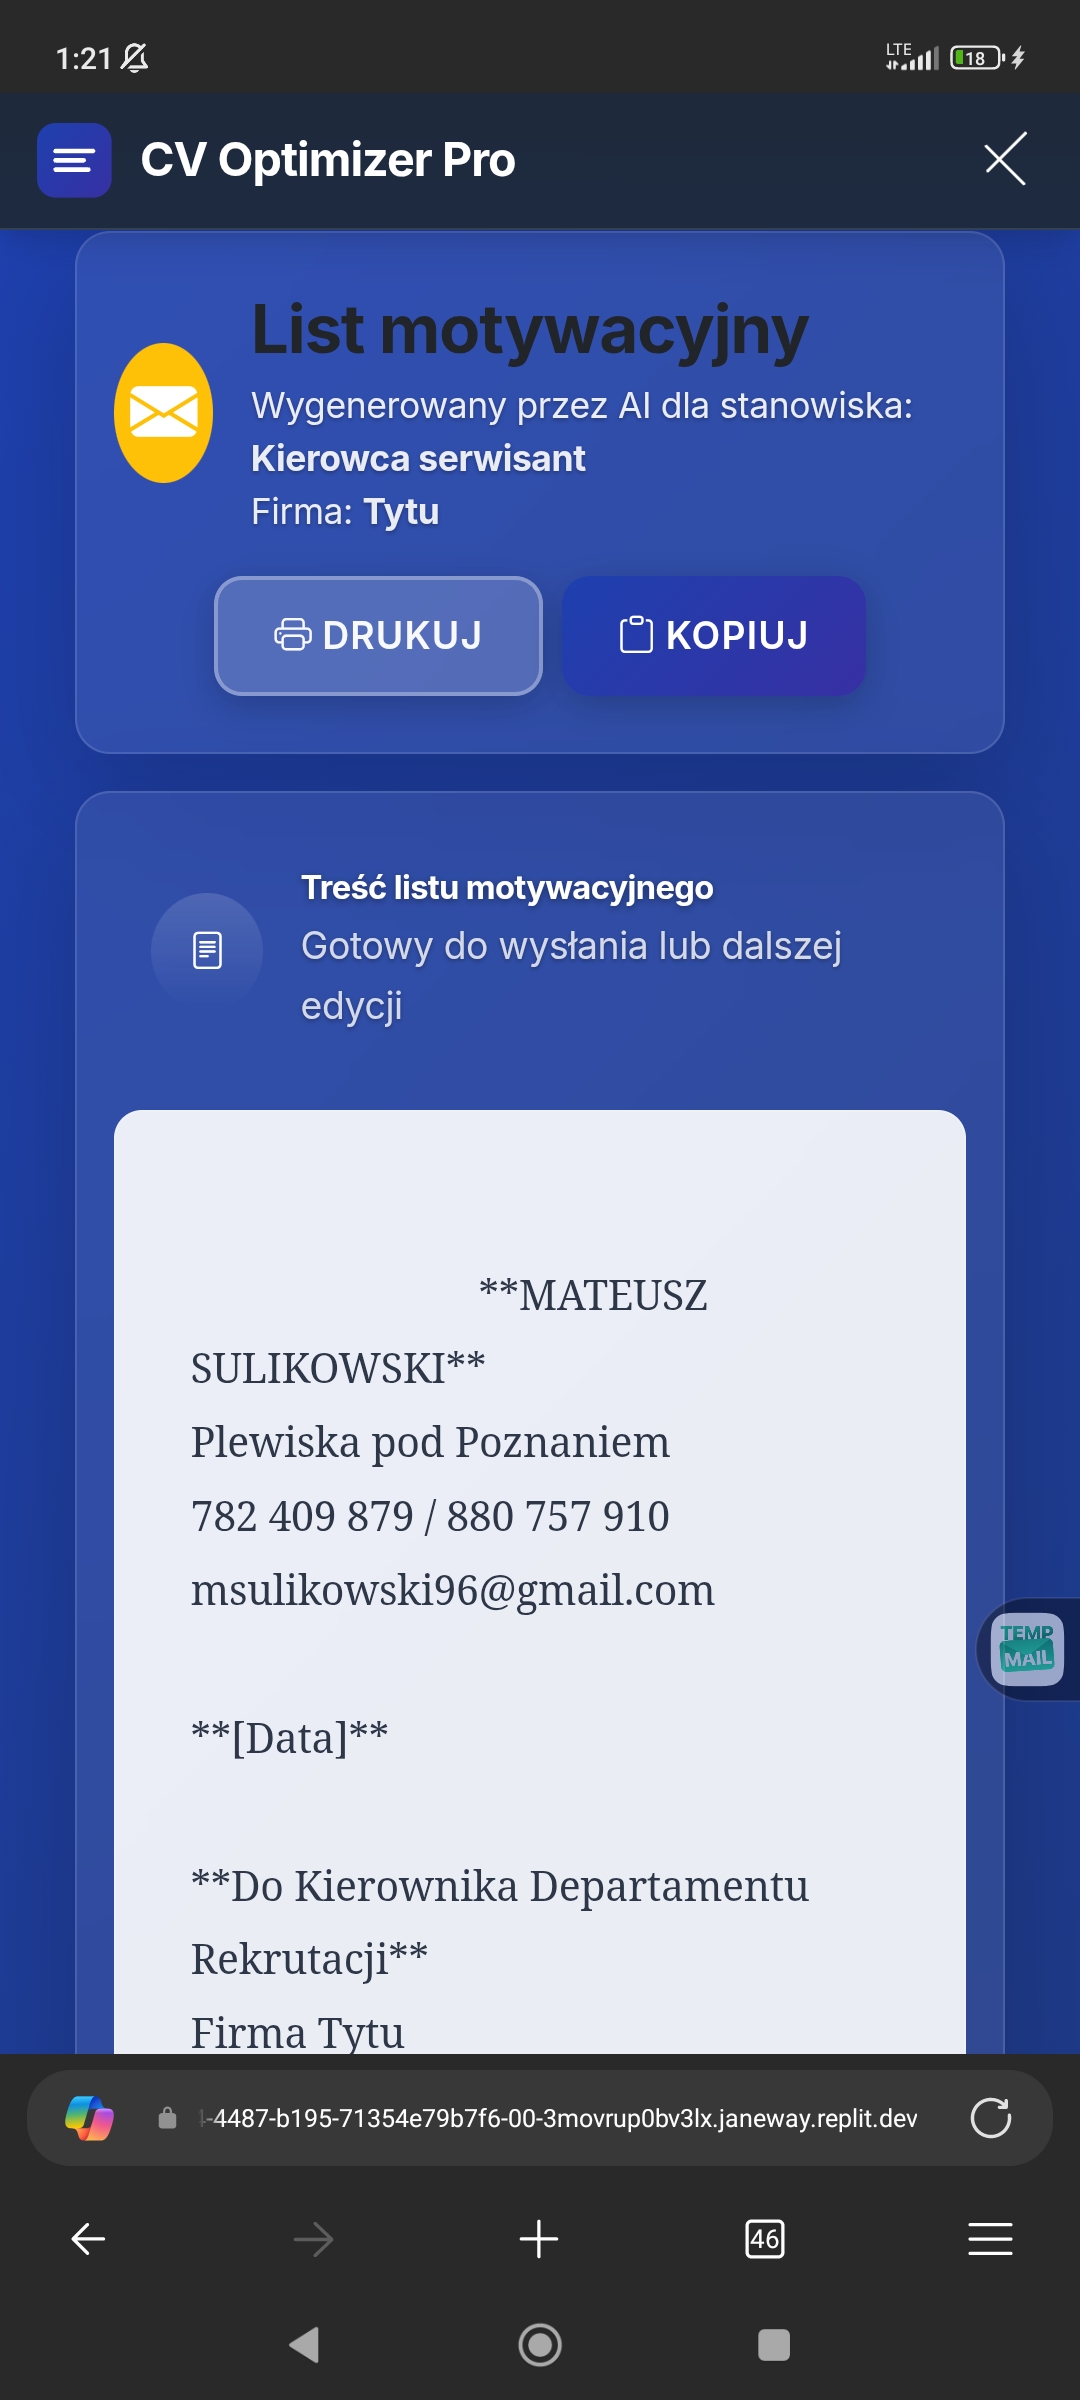 1:21
LTE
18
CV Optimizer Pro
List motywacyjny
Wygenerowany przez AI dla stanowiska:
Kierowca serwisant
Firma: Tytu
DRUKUJ
KOPIUJ
Treść listu motywacyjnego
Gotowy do wysłania lub dalszej
edycji
**MATEUSZ
SULIKOWSKI**
Plewiska pod Poznaniem
782 409 879 / 880 757 910
msulikowski96@gmail.com
TEMP
MAIL
**[Data]**
**Do Kierownika Departamentu
Rekrutacji**
Firma Tytu
-4487-b195-71354e79b7f6-00-3movrup0bv3lx.janeway.replit.dev
46